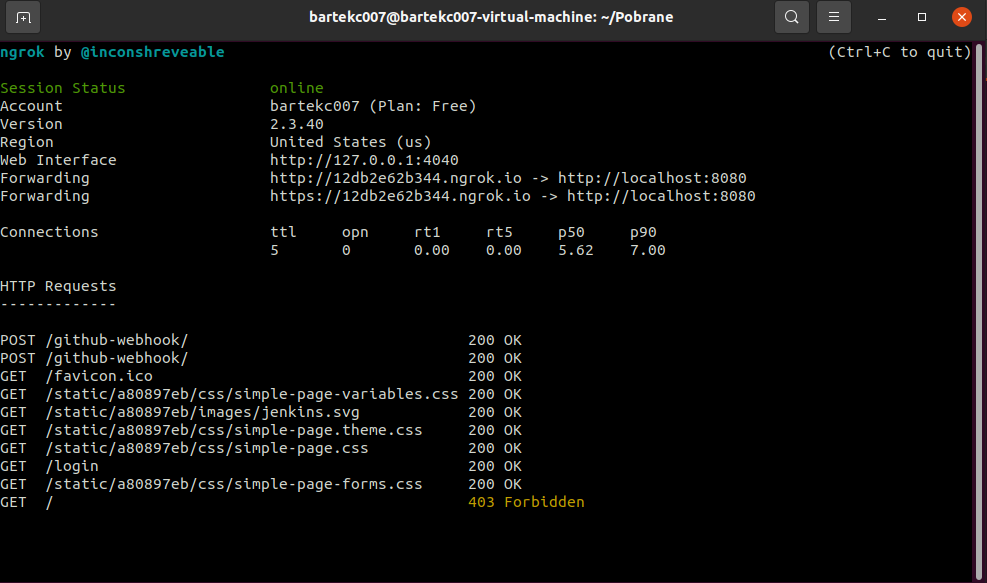 bartekc007@bartekc007-virtual-machine: ~/Pobrane
ngrok by @inconshreveable (Ctrl+C to quit)
Session Status online
Account bartekc007 (Plan: Free)
Version 2.3.40
Region United States (us)
Web Interface http://127.0.0.1:4040
Forwarding http://12db2e62b344.ngrok.io -> http://localhost:8080
Forwarding https://12db2e62b344.ngrok.io -> http://localhost:8080
Connections ttl opn rt1 rt5 p50 p90
5 0 0.00 0.00 5.62 7.00
HTTP Requests
-------------
POST /github-webhook/ 200 OK
POST /github-webhook/ 200 OK
GET /favicon.ico 200 OK
GET /static/a80897eb/css/simple-page-variables.css 200 OK
GET /static/a80897eb/images/jenkins.svg 200 OK
GET /static/a80897eb/css/simple-page.theme.css 200 OK
GET /static/a80897eb/css/simple-page.css 200 OK
GET /login 200 OK
GET /static/a80897eb/css/simple-page-forms.css 200 OK
GET / 403 Forbidden